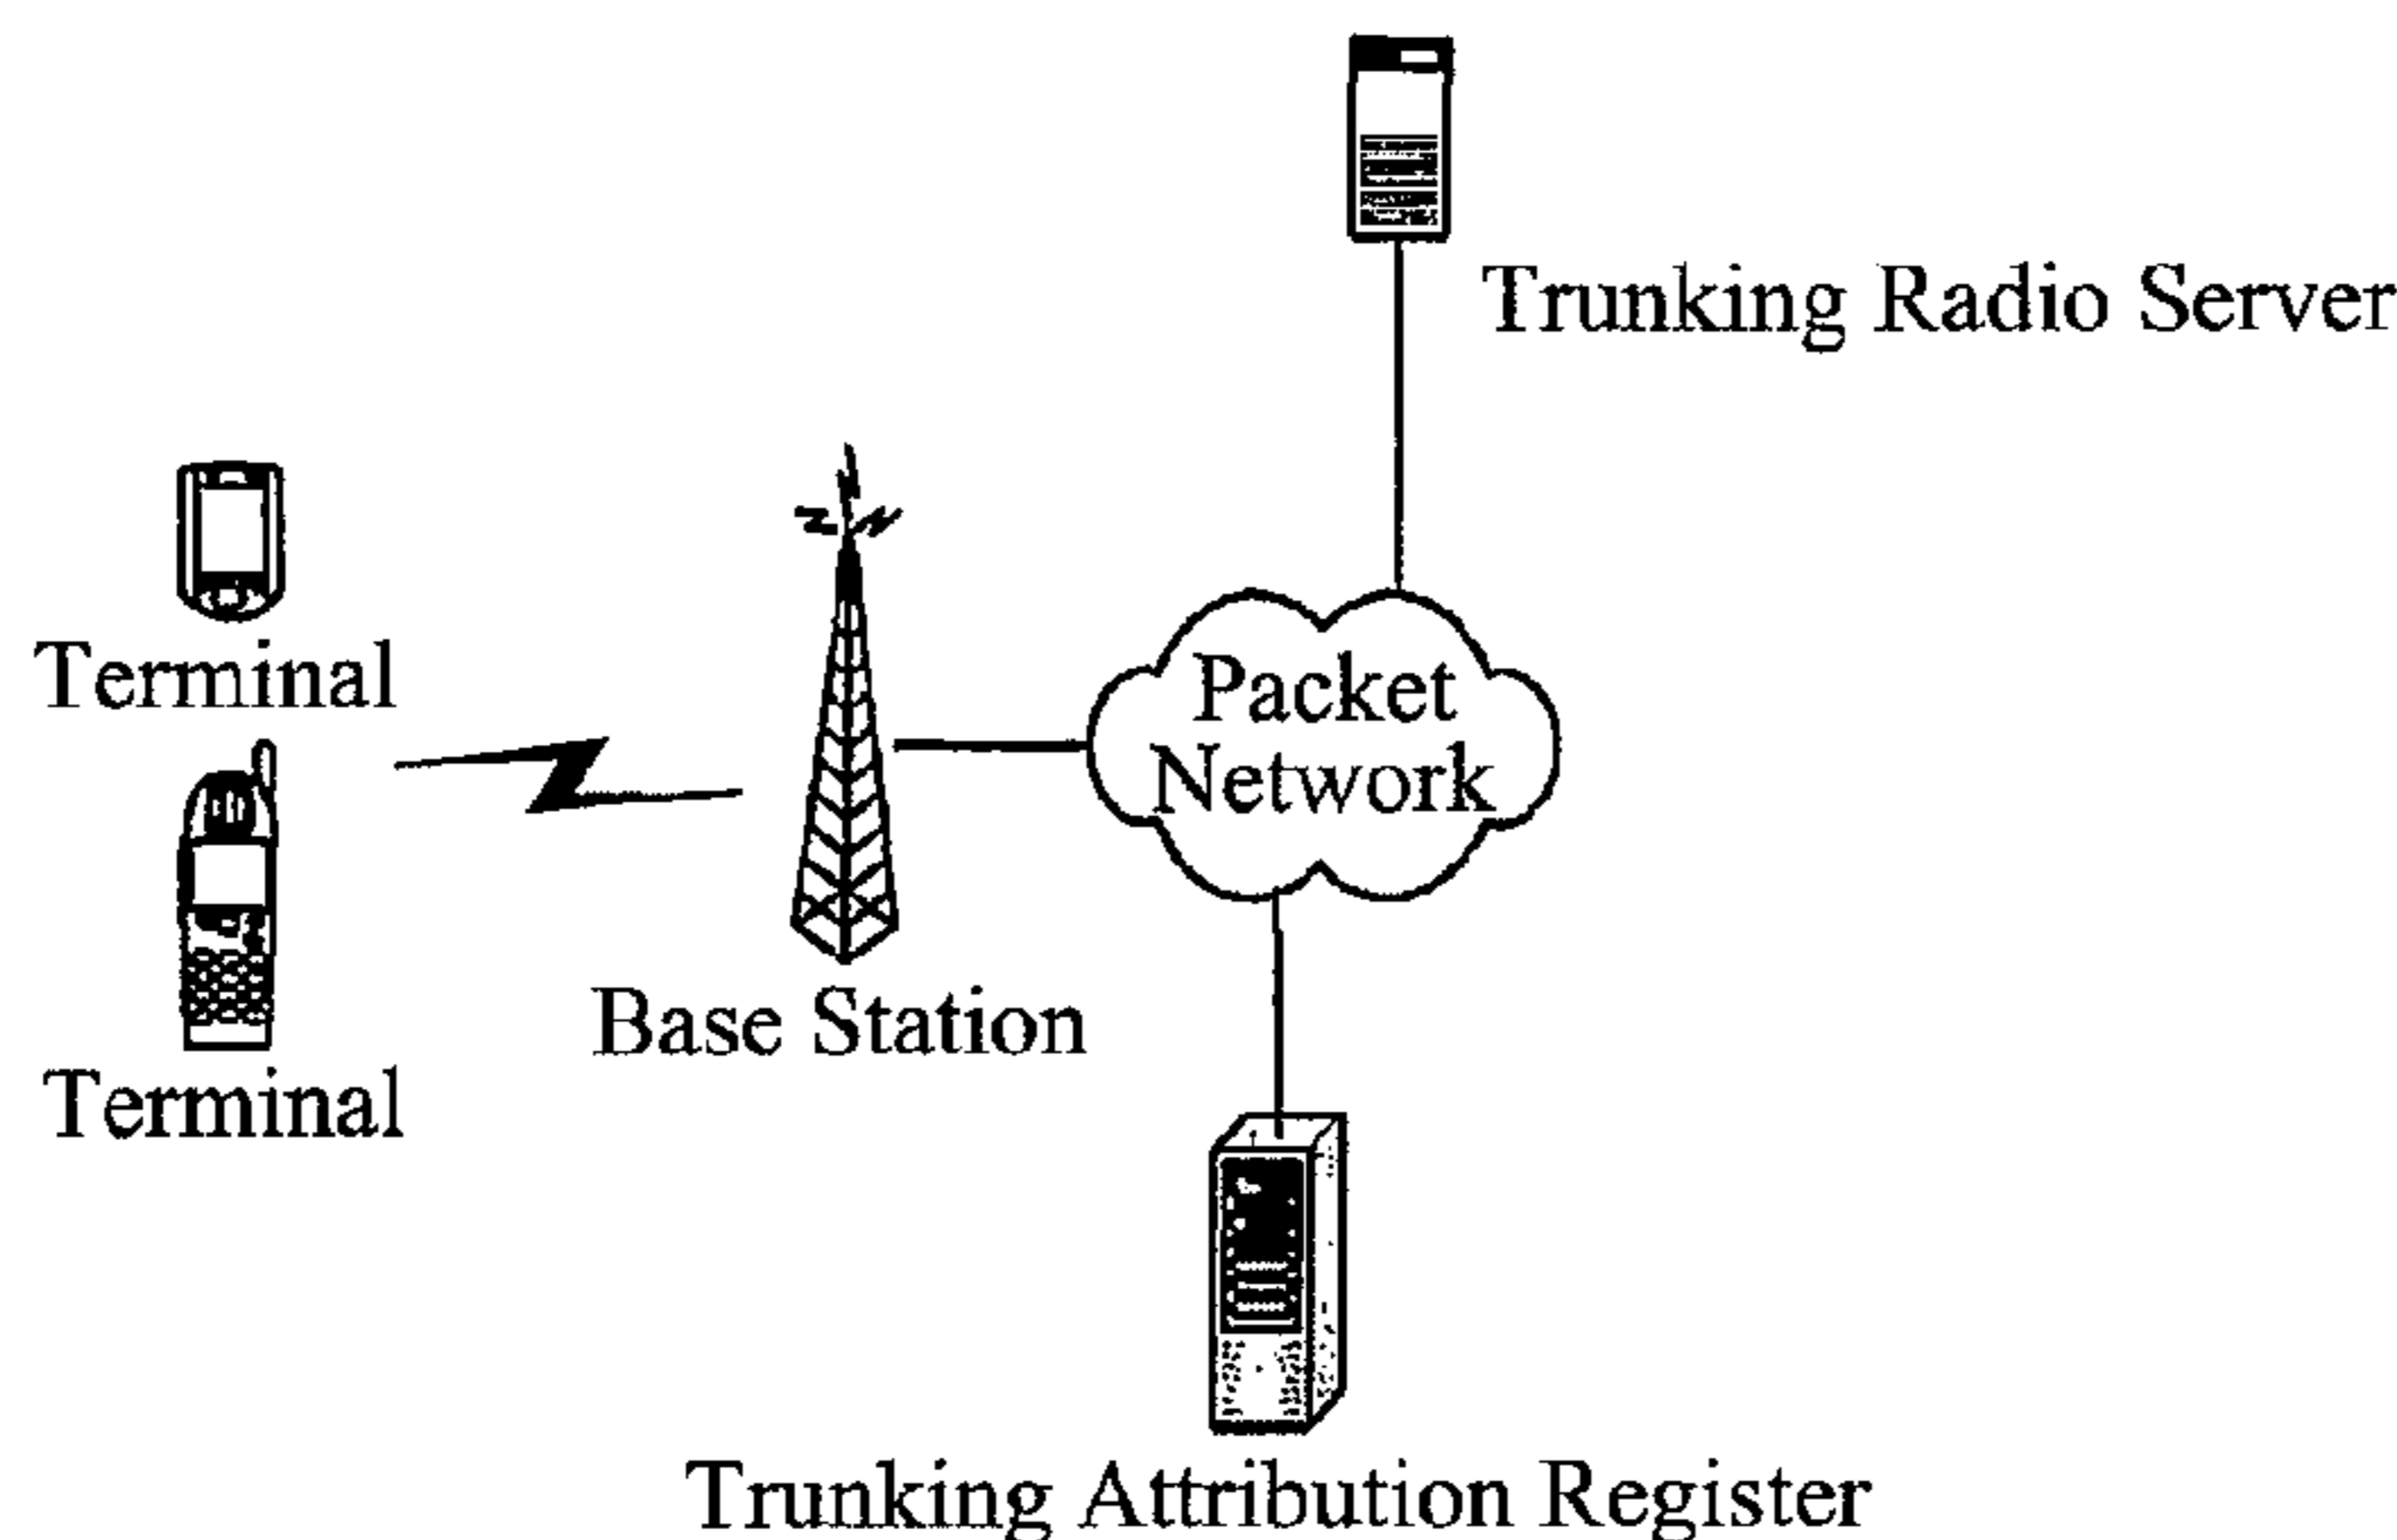 Trunking Radio Server
Terminal
Packet
Network
Base Station
Terminal
Trunking Attribution Register